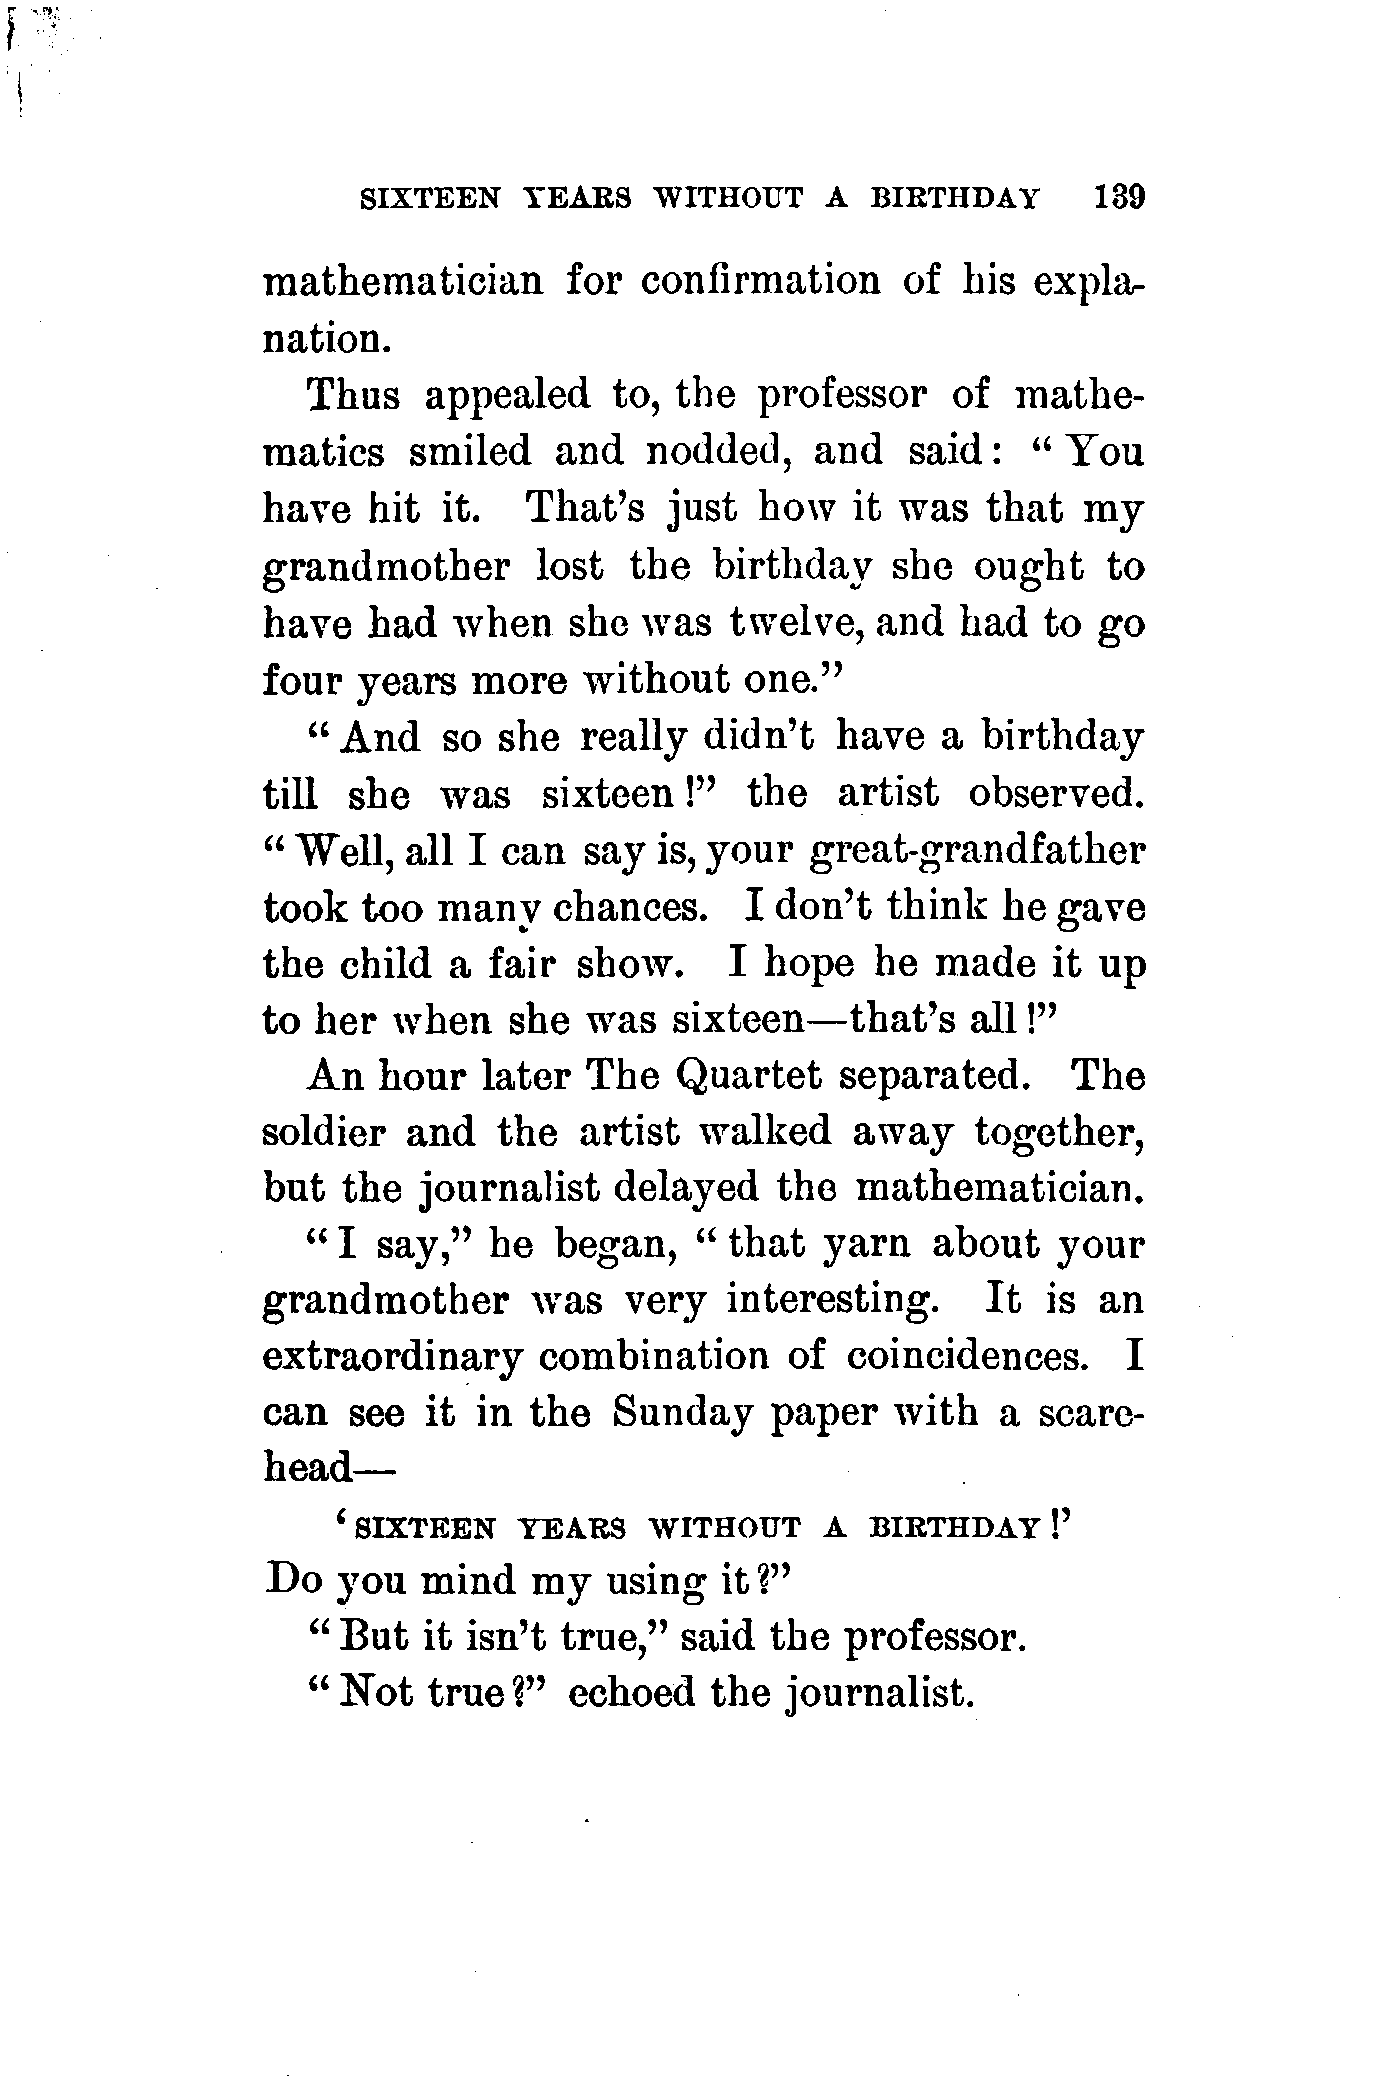 SIXTEEN YEARS WITHOUT A BIRTHDAY 139
mathematician for confirmation of his expla-
nation.
Thus appealed to, the professor of mathe-
matics smiled and nodded, and said: “ You
have hit it. That’s just how it was that my
grandmother lost the birthday she ought to
have had when she was twelve, and had to go
four years more without one.”
“ And so she really didn’t have a birthday
till she was sixteen !” the artist observed.
“ Well, all I can say is, your great-grandfather
took too many chances. I don’t think he gave
the child a fair show. I hope he made it up
to her when she was sixteen—that’s all !”
An hour later The Quartet separated. The
soldier and the artist walked away together,
but the journalist delayed the mathematician.
“ I say,” he began, “ that yarn about your
grandmother was very interesting. It is an
extraordinary combination of coincidences. I
can see it in the Sunday paper with a scare-
head—
‘ SIXTEEN YEARS WITHOUT A BIRTHDAY !’
Do you mind my using it ?”
“ But it isn’t true,” said the professor.
“ Not true ?” echoed the journalist.